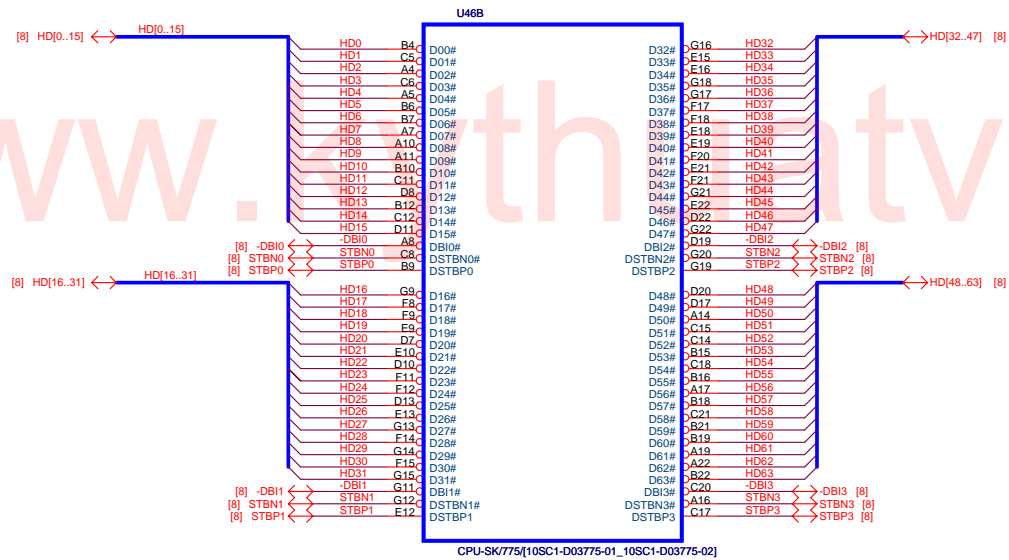 U46B
[8] HD[0..15] HD[0..15] HD[32..47] [8]
HD0 B4 D00# D32# G16 HD32
HD1 C5 D01# D33# E15 HD33
HD2 A4 D02# D34# E16 HD34
HD3 C6 D03# D35# G18 HD35
HD4 A5 D04# D36# G17 HD36
HD5 B6 D05# D37# F17 HD37
HD6 B7 D06# D38# F18 HD38
HD7 A7 D07# D39# E18 HD39
HD8 A10 D08# D40# E19 HD40
HD9 A11 D09# D41# F20 HD41
HD10 B10 D10# D42# E21 HD42
HD11 C11 D11# D43# F21 HD43
HD12 D8 D12# D44# G21 HD44
HD13 B12 D13# D45# E22 HD45
HD14 C12 D14# D46# D22 HD46
HD15 D11 D15# D47# G22 HD47
[8] -DBI0 -DBI0 A8 DBI0# DBI2# D19 -DBI2 -DBI2 [8]
[8] STBN0 STBN0 C8 DSTBN0# DSTBN2# G20 STBN2 STBN2 [8]
[8] STBP0 STBP0 B9 DSTBP0 DSTBP2 G19 STBP2 STBP2 [8]
[8] HD[16..31] HD[16..31] HD[48..63] [8]
HD16 G9 D16# D48# D20 HD48
HD17 F8 D17# D49# D17 HD49
HD18 F9 D18# D50# A14 HD50
HD19 E9 D19# D51# C15 HD51
HD20 D7 D20# D52# C14 HD52
HD21 E10 D21# D53# B15 HD53
HD22 D10 D22# D54# C18 HD54
HD23 F11 D23# D55# B16 HD55
HD24 F12 D24# D56# A17 HD56
HD25 D13 D25# D57# B18 HD57
HD26 E13 D26# D58# C21 HD58
HD27 G13 D27# D59# B21 HD59
HD28 F14 D28# D60# B19 HD60
HD29 G14 D29# D61# A19 HD61
HD30 F15 D30# D62# A22 HD62
HD31 G15 D31# D63# B22 HD63
[8] -DBI1 -DBI1 G11 DBI1# DBI3# C20 -DBI3 -DBI3 [8]
[8] STBN1 STBN1 G12 DSTBN1# DSTBN3# A16 STBN3 STBN3 [8]
[8] STBP1 STBP1 E12 DSTBP1 DSTBP3 C17 STBP3 STBP3 [8]
CPU-SK/775/[10SC1-D03775-01_10SC1-D03775-02]